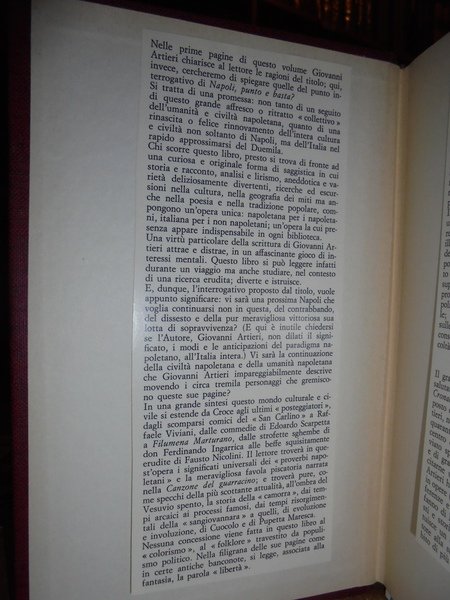 Nelle prime pagine di questo volume Giovanni
Artieri chiarisce al lettore le ragioni del titolo; qui,
invece, cercheremo di spiegare quelle del punto in-
terrogativo di Napoli, punto e basta?
Si tratta di una promessa: non tanto di un seguito
di questo grande affresco o ritratto « collettivo »
dell'umanità e civiltà napoletana, quanto di una
rinascita o felice rinnovamento dell'intera cultura
e civiltà non soltanto di Napoli, ma dell'Italia nel
rapido approssimarsi del Duemila.
Chi scorre questo libro, presto si trova di fronte ad
una curiosa e originale forma di saggistica in cui
storia e racconto, analisi e lirismo, aneddotica e va-
rietà deliziosamente divertenti, ricerche ed escur-
sioni nella cultura, nella geografia dei miti ma an-
che nella poesia e nella tradizione popolare, com-
pongono un'opera unica: napoletana per i napoleta-
ni, italiana per i non napoletani; un'opera la cui pre-
senza appare indispensabile in ogni biblioteca.
Una virtù particolare della scrittura di Giovanni Ar-
tieri attrae e distrae, in un affascinante gioco di in-
teressi mentali. Questo libro si può leggere infatti
durante un viaggio ma anche studiare, nel contesto
di una ricerca erudita; diverte e istruisce.
E, dunque, l'interrogativo proposto dal titolo, vuole
appunto significare: vi sarà una prossima Napoli che
voglia continuarsi non in questa, del contrabbando,
del dissesto e della pur meravigliosa vittoriosa sua
lotta di sopravvivenza? (E qui è inutile chiedersi
se l'Autore, Giovanni Artieri, non dilati il signi-
ficato, i modi e le anticipazioni del paradigma na-
poletano, all'Italia intera.) Vi sarà la continuazione
della civiltà napoletana e della umanità napoletana
che Giovanni Artieri impareggiabilmente descrive
movendo i circa tremila personaggi che gremisco-
no queste sue pagine?
In una grande sintesi questo mondo culturale e ci-
vile si estende da Croce agli ultimi « posteggiatori »,
dagli scomparsi comici del « San Carlino » a Raf-
faele Viviani, dalle commedie di Edoardo Scarpetta
a Filumena Marturano, dalle strofette sghembe di
don Ferdinando Ingarrica alle beffe squisitamente
erudite di Fausto Nicolini. Il lettore troverà in que-
st'opera i significati universali dei « proverbi napo-
letani » e la meravigliosa favola piscatoria narrata
nella Canzone del guarracino; e troverà pure, co-
me specchi della più scottante attualità, all'ombra del
Vesuvio spento, la storia della « camorra », dai tem-
pi arcaici ai processi famosi, dai tempi risorgimen-
tali della « sangiovannara » a quelli, di evoluzione
e involuzione, di Cuocolo e di Pupetta Maresca.
Nessuna concessione viene fatta in questo libro al
« colorismo », al « folklore » travestito da populi-
smo politico. Nella filigrana delle sue pagine come
in certe antiche banconote, si legge, associata alla
fantasia, la parola « libertà ».